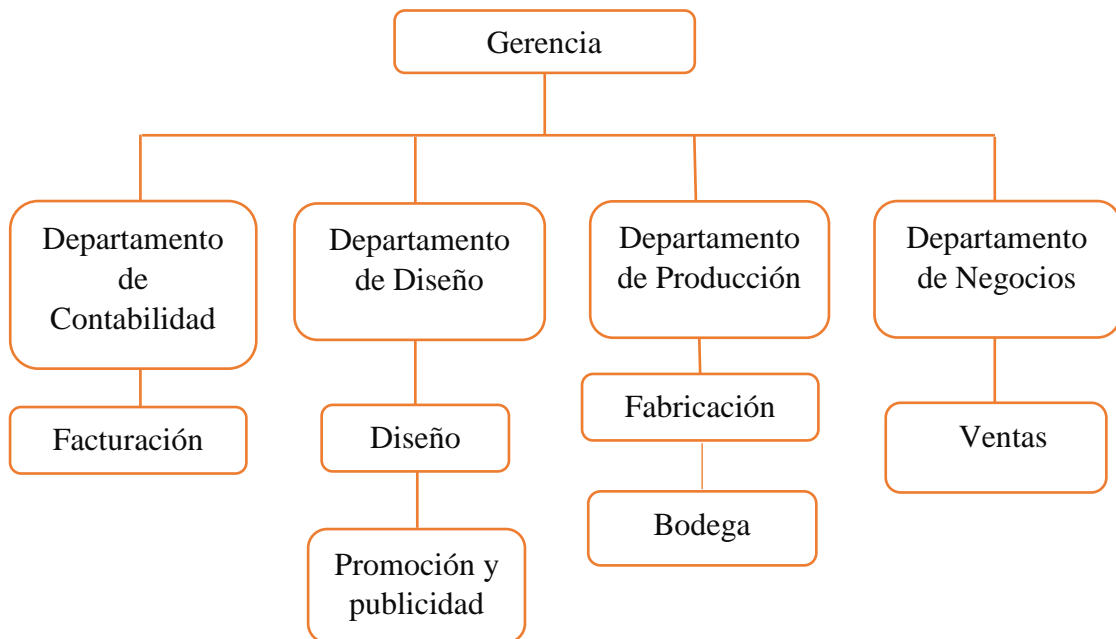 Gerencia
Departamento
de
Contabilidad
Departamento
de Diseño
Departamento
de Producción
Departamento
de Negocios
Facturación
Diseño
Fabricación
Ventas
Promoción y
publicidad
Bodega